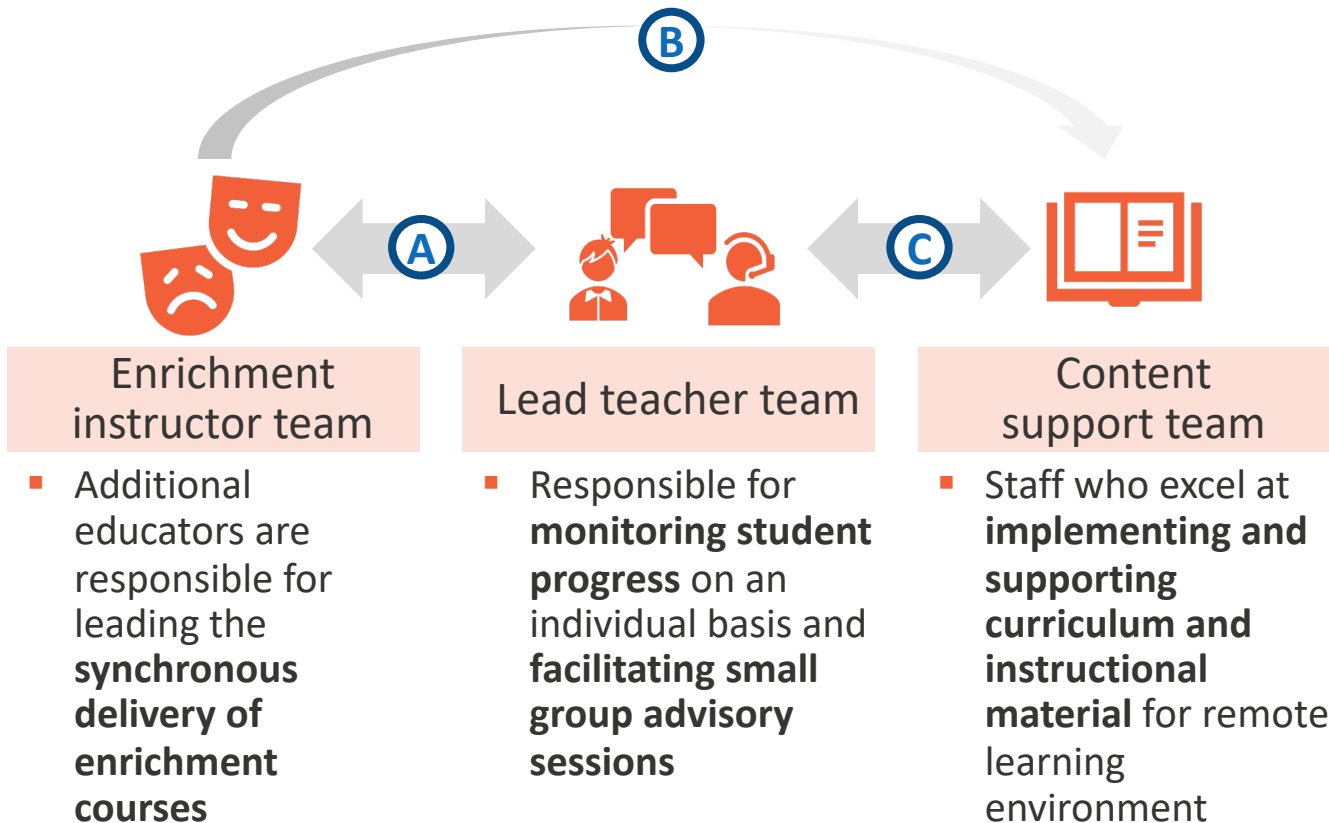 B
A
C
Enrichment
instructor team
▪ Additional
educators are
responsible for
leading the
synchronous
delivery of
enrichment
courses
Lead teacher team
▪ Responsible for
monitoring student
progress on an
individual basis and
facilitating small
group advisory
sessions
Content
support team
▪ Staff who excel at
implementing and
supporting
curriculum and
instructional
material for remote
learning
environment